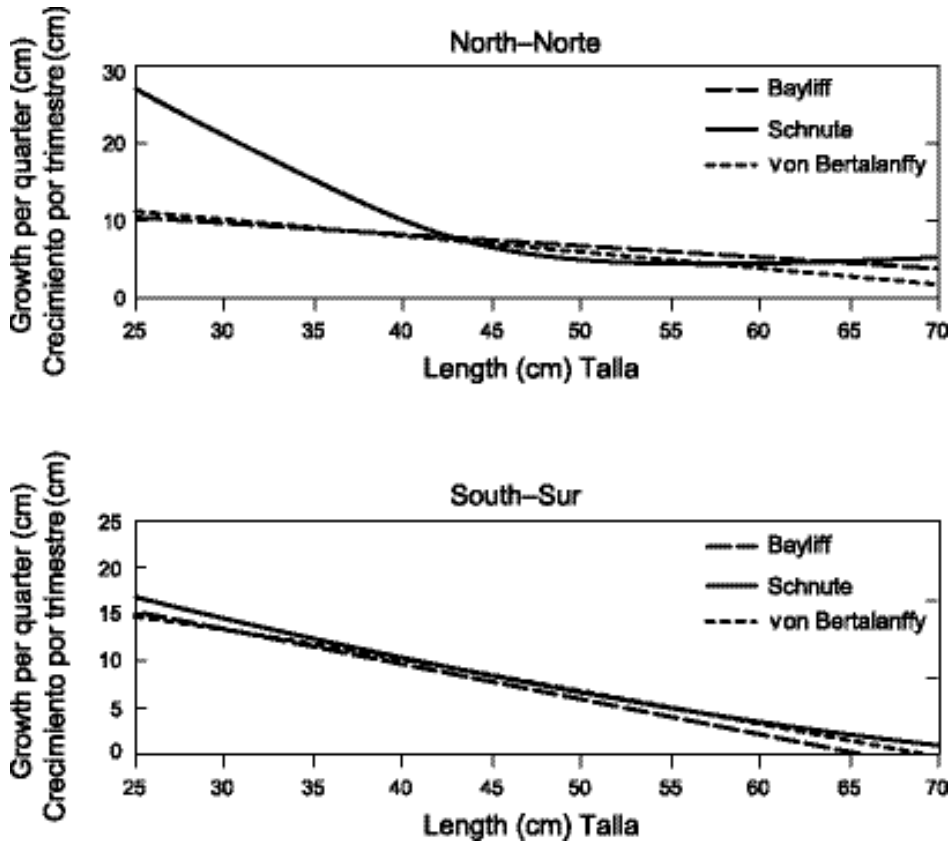 North–Norte
Growth per quarter (cm)
Crecimiento por trimestre (cm)
30
20
10
0
Bayliff
Schnute
von Bertalanffy
25 30 35 40 45 50 55 60 65 70
Length (cm) Talla
South–Sur
Growth per quarter (cm)
Crecimiento por trimestre (cm)
25
20
15
10
5
0
Bayliff
Schnute
von Bertalanffy
25 30 35 40 45 50 55 60 65 70
Length (cm) Talla